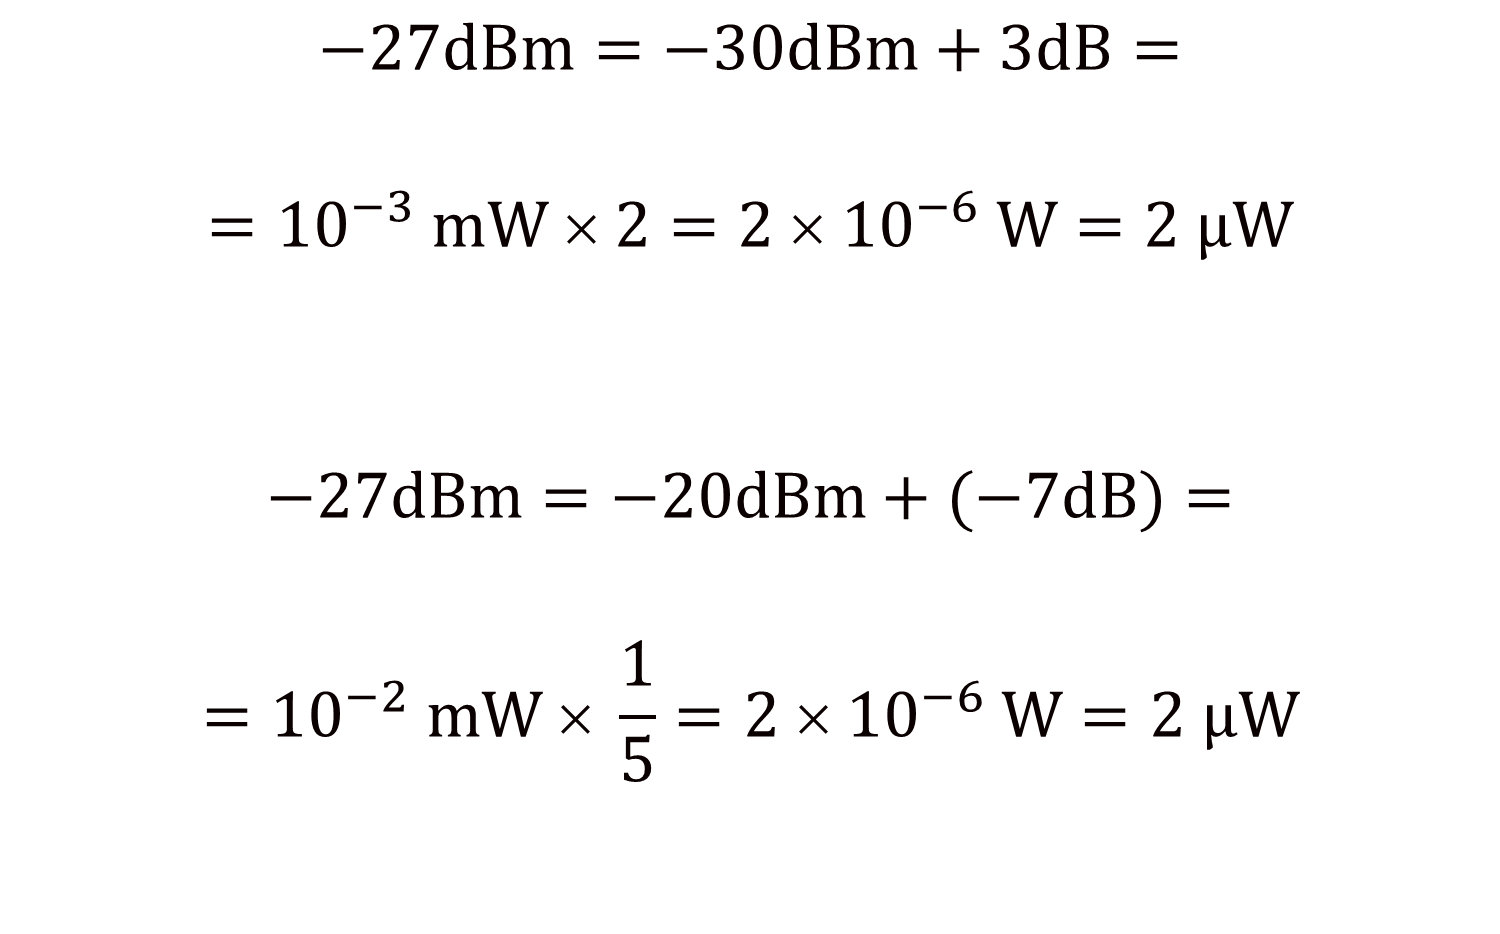 −27dBm = −30dBm + 3dB =
= 10⁻³ mW × 2 = 2 × 10⁻⁶ W = 2 μW
−27dBm = −20dBm + (−7dB) =
= 10⁻² mW × 1/5 = 2 × 10⁻⁶ W = 2 μW